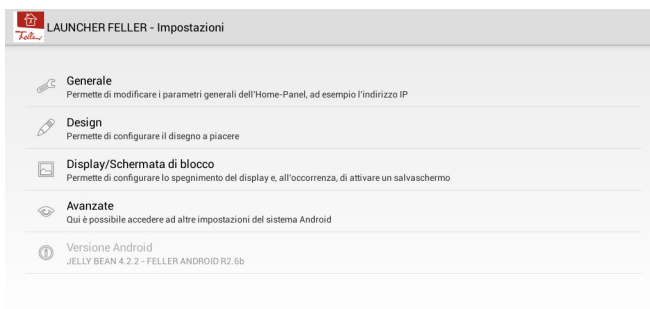 Feller
LAUNCHER FELLER - Impostazioni
Generale
Permette di modificare i parametri generali dell'Home-Panel, ad esempio l'indirizzo IP
Design
Permette di configurare il disegno a piacere
Display/Schermata di blocco
Permette di configurare lo spegnimento del display e, all'occorrenza, di attivare un salvaschermo
Avanzate
Qui è possibile accedere ad altre impostazioni del sistema Android
Versione Android
JELLY BEAN 4.2.2 - FELLER ANDROID R2.6b